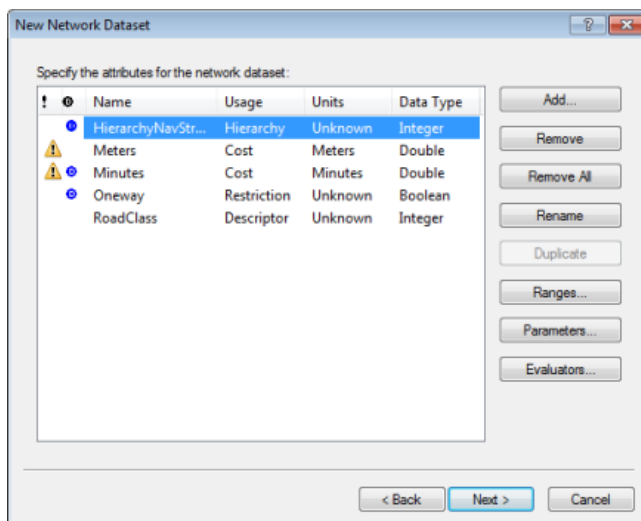 New Network Dataset
Specify the attributes for the network dataset:
! Name Usage Units Data Type
HierarchyNavStr... Hierarchy Unknown Integer
Meters Cost Meters Double
Minutes Cost Minutes Double
Oneway Restriction Unknown Boolean
RoadClass Descriptor Unknown Integer
Add...
Remove
Remove All
Rename
Duplicate
Ranges...
Parameters...
Evaluators...
< Back Next > Cancel